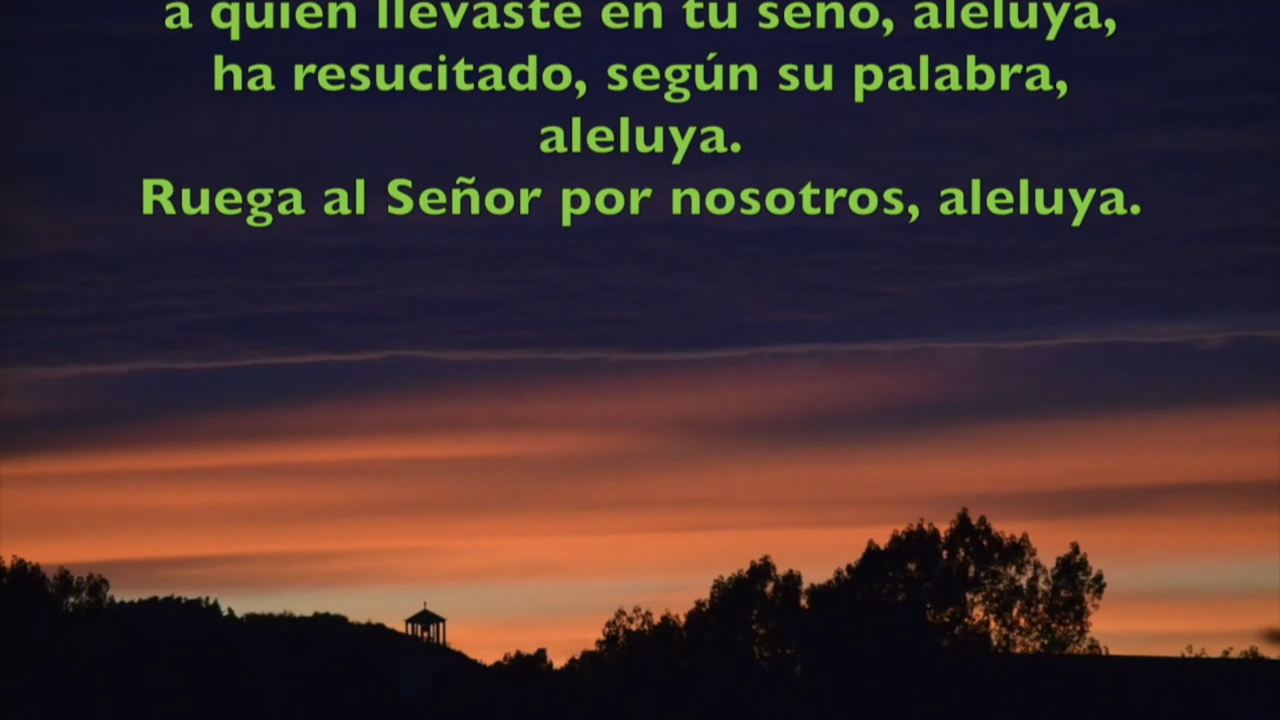 a quien llevaste en tu seno, aleluya,
ha resucitado, según su palabra,
aleluya.
Ruega al Señor por nosotros, aleluya.